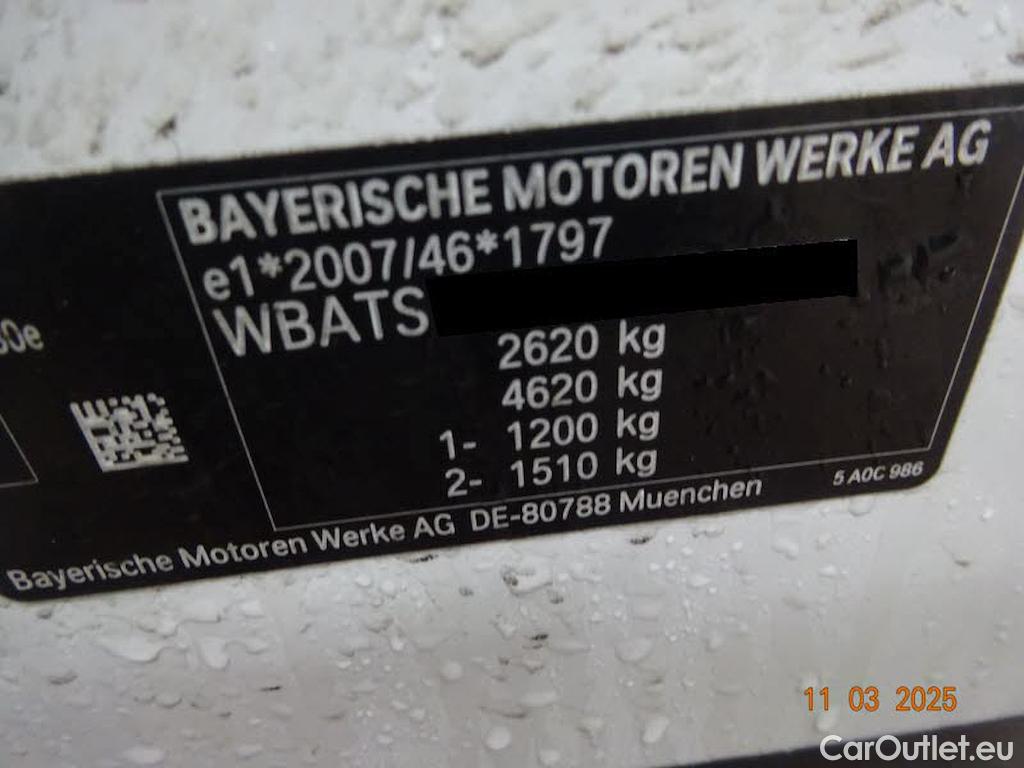 BAYERISCHE MOTOREN WERKE AG
e1*2007/46*1797
WBATS
0e
2620 kg
4620 kg
1- 1200 kg
2- 1510 kg
5 A0C 986
Bayerische Motoren Werke AG DE-80788 Muenchen
11 03 2025
CarOutlet.eu